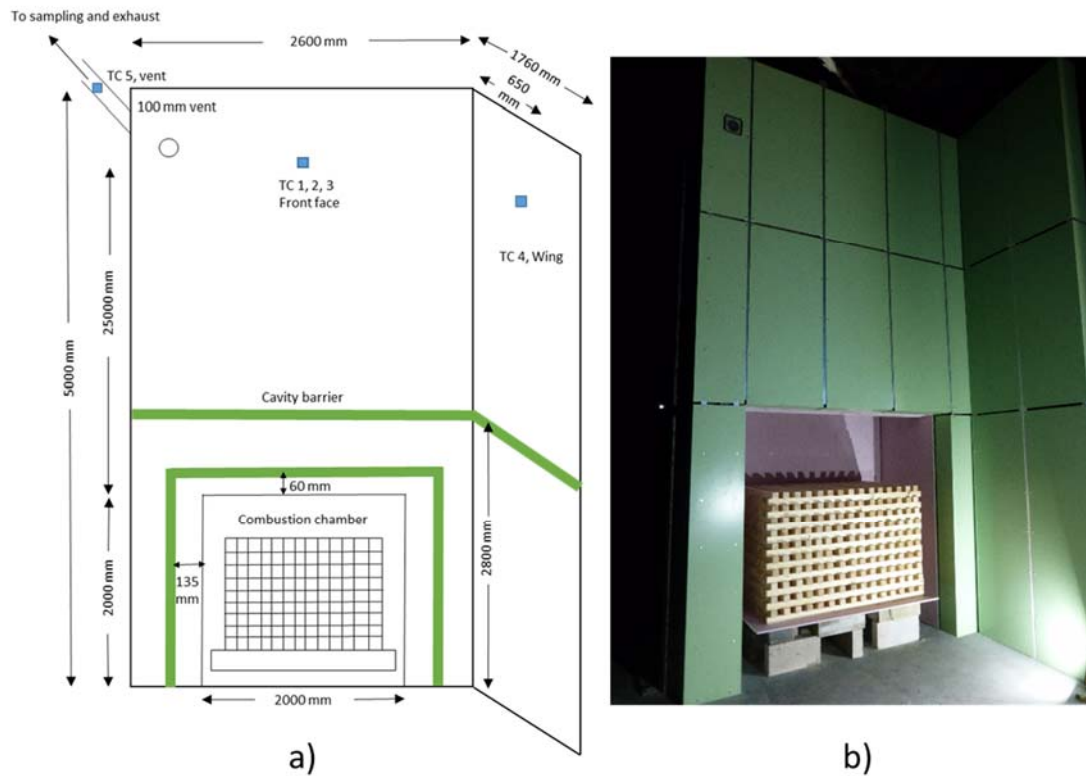 To sampling and exhaust
2600 mm
1760 mm
650
mm
TC 5, vent
100 mm vent
TC 1, 2, 3
Front face
TC 4, Wing
25000 mm
5000 mm
Cavity barrier
60 mm
Combustion chamber
135
mm
2000 mm
2800 mm
2000 mm
a)
b)